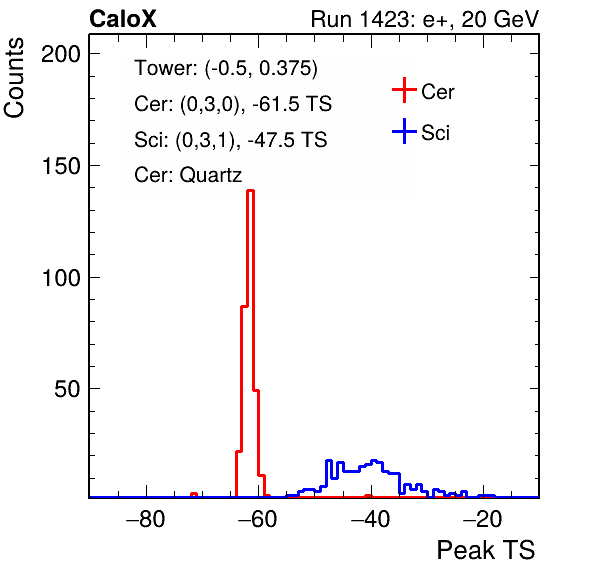 CaloX Run 1423: e+, 20 GeV
Counts
200
150
100
50
Tower: (-0.5, 0.375)
Cer: (0,3,0), -61.5 TS
Sci: (0,3,1), -47.5 TS
Cer: Quartz
Cer
Sci
−80 −60 −40 −20
Peak TS